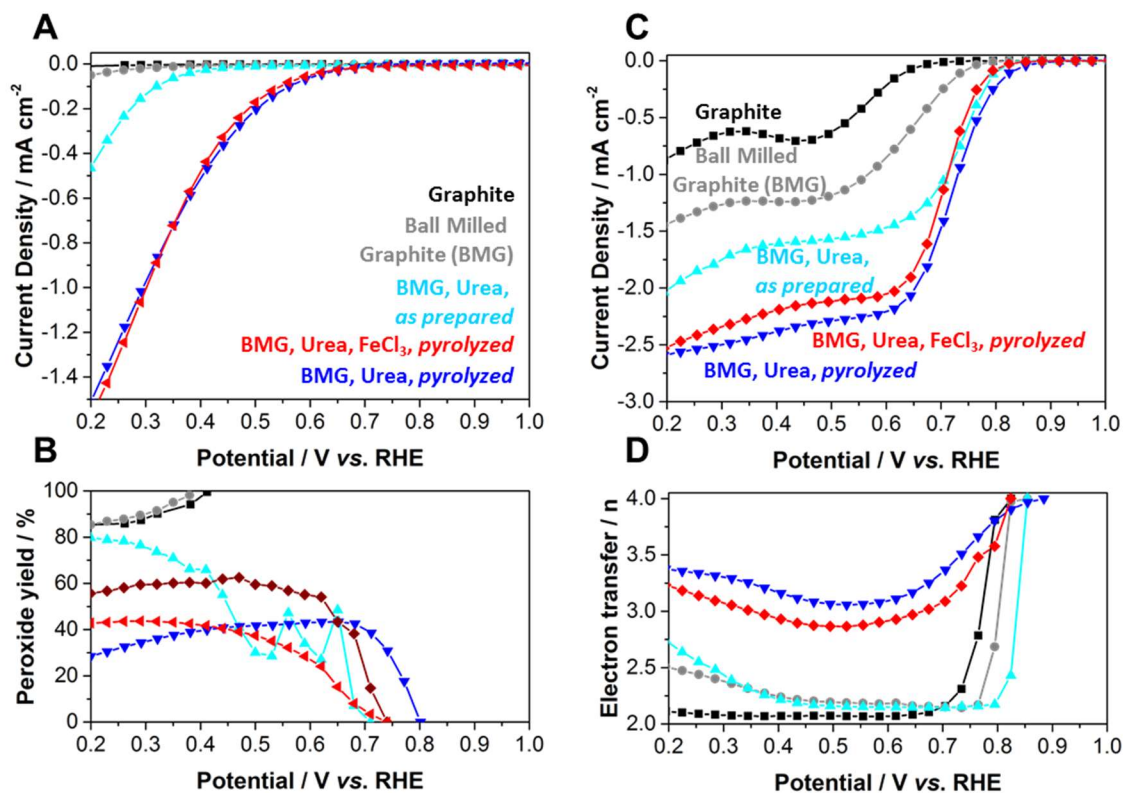 A
0.0
-0.2
-0.4
-0.6
-0.8
-1.0
-1.2
-1.4
Current Density / mA cm-2
Graphite
Ball Milled
Graphite (BMG)
BMG, Urea,
as prepared
BMG, Urea, FeCl3, pyrolyzed
BMG, Urea, pyrolyzed
0.2 0.3 0.4 0.5 0.6 0.7 0.8 0.9 1.0
Potential / V vs. RHE
B
100
80
60
40
20
0
Peroxide yield / %
0.2 0.3 0.4 0.5 0.6 0.7 0.8 0.9 1.0
Potential / V vs. RHE
C
0.0
-0.5
-1.0
-1.5
-2.0
-2.5
-3.0
Current Density / mA cm-2
Graphite
Ball Milled
Graphite (BMG)
BMG, Urea,
as prepared
BMG, Urea, FeCl3, pyrolyzed
BMG, Urea, pyrolyzed
0.2 0.3 0.4 0.5 0.6 0.7 0.8 0.9 1.0
Potential / V vs. RHE
D
4.0
3.5
3.0
2.5
2.0
Electron transfer / n
0.2 0.3 0.4 0.5 0.6 0.7 0.8 0.9 1.0
Potential / V vs. RHE